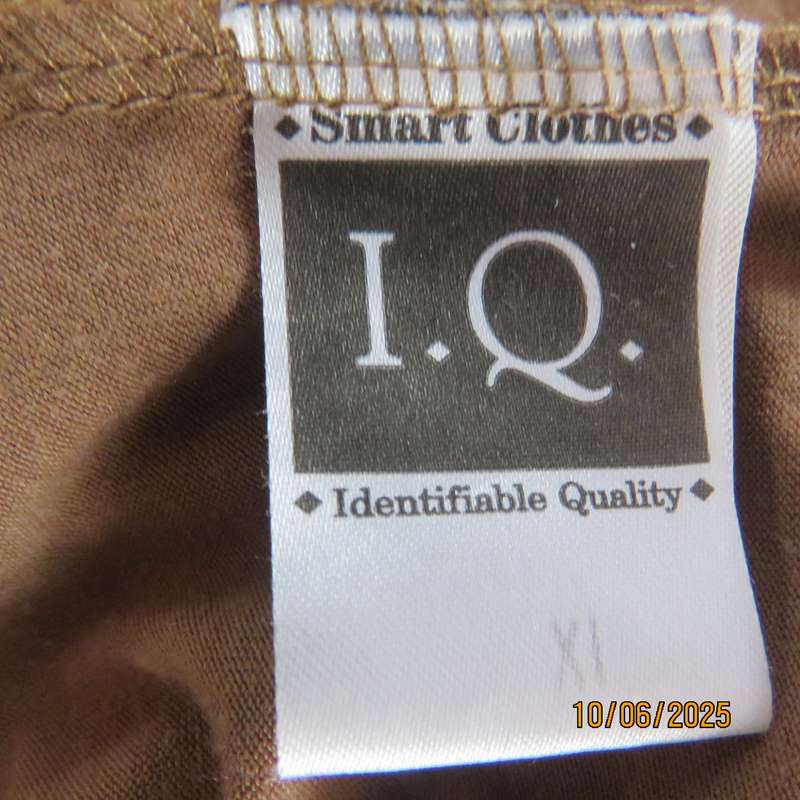 Smart Clothes
I.Q.
Identifiable Quality
XL
10/06/2025